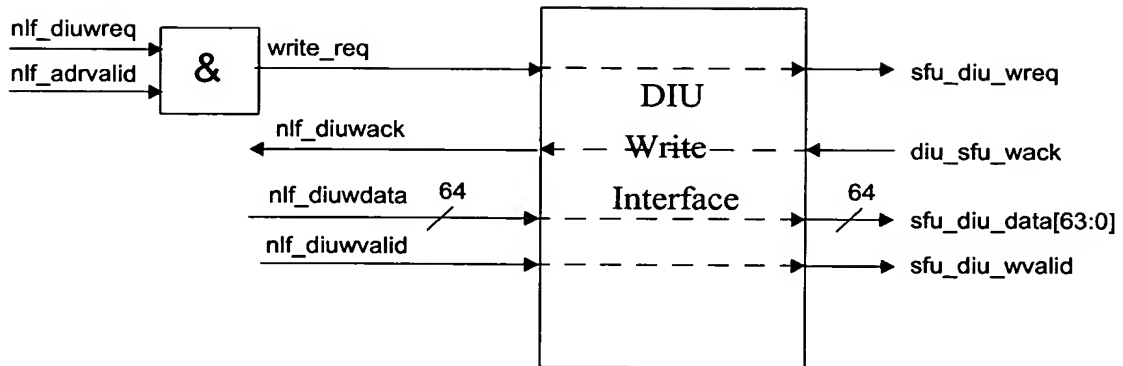 nlf_diuwreq
nlf_adrvalid
&
write_req
sfu_diu_wreq
DIU
Write
Interface
nlf_diuwack
diu_sfu_wack
nlf_diuwdata
64
64
sfu_diu_data[63:0]
nlf_diuwvalid
sfu_diu_wvalid